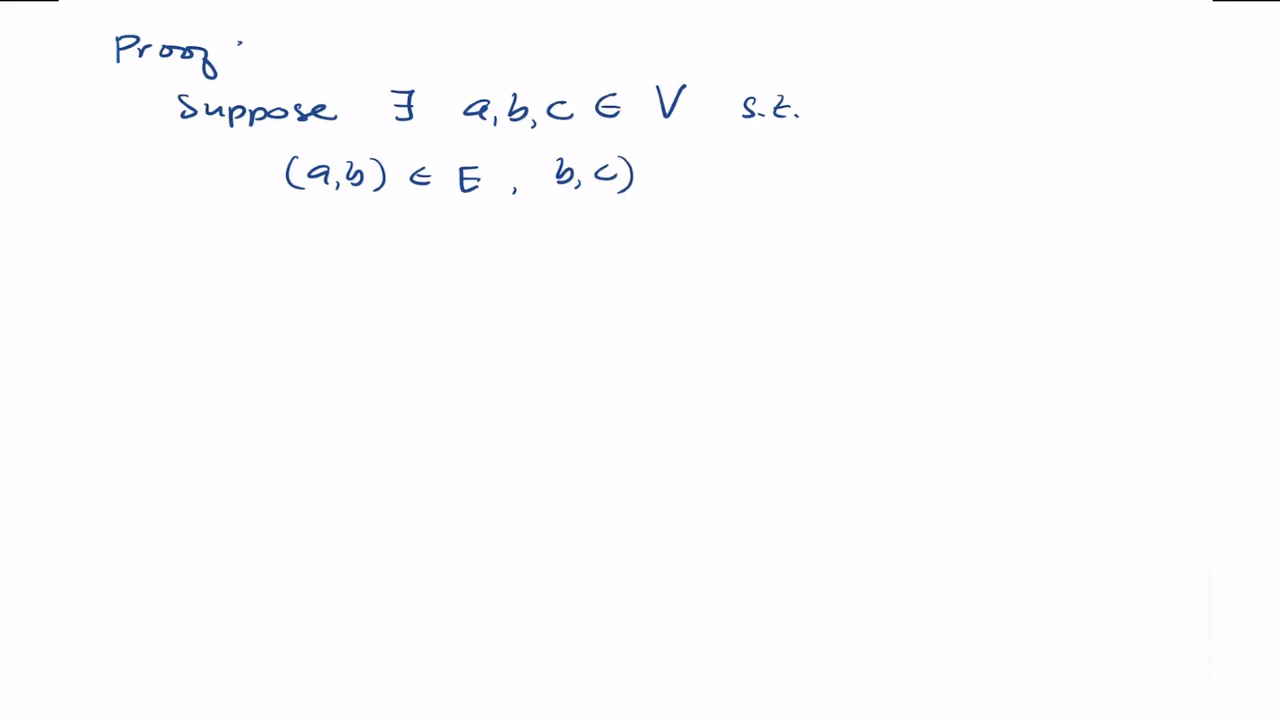 Proof :
Suppose ∃ a, b, c ∈ V s.t.
(a,b) ∈ E , b, c)